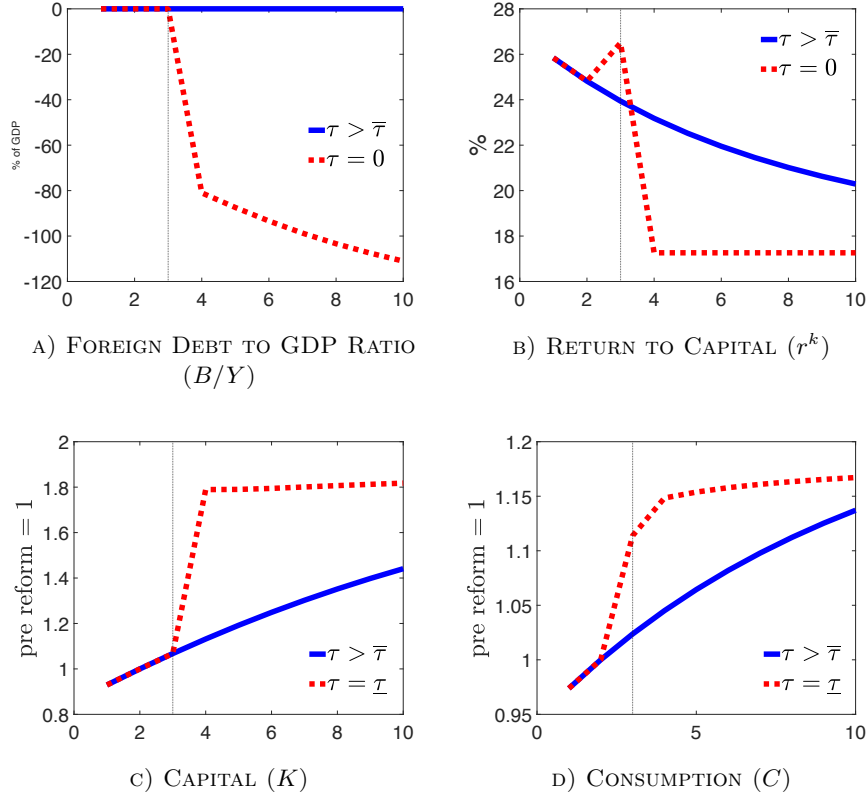 0
-20
-40
-60
-80
-100
-120
% of GDP
τ > τ̅
τ = 0
0 2 4 6 8 10
A) FOREIGN DEBT TO GDP RATIO
(B/Y)
26
24
22
20
18
16
%
τ > τ̅
τ = 0
0 2 4 6 8 10
B) RETURN TO CAPITAL (r^k)
2
1.8
1.6
1.4
1.2
1
0.8
pre reform = 1
τ > τ̅
τ = τ̲
0 2 4 6 8 10
C) CAPITAL (K)
1.2
1.15
1.1
1.05
1
0.95
pre reform = 1
τ > τ̅
τ = τ̲
0 5 10
D) CONSUMPTION (C)